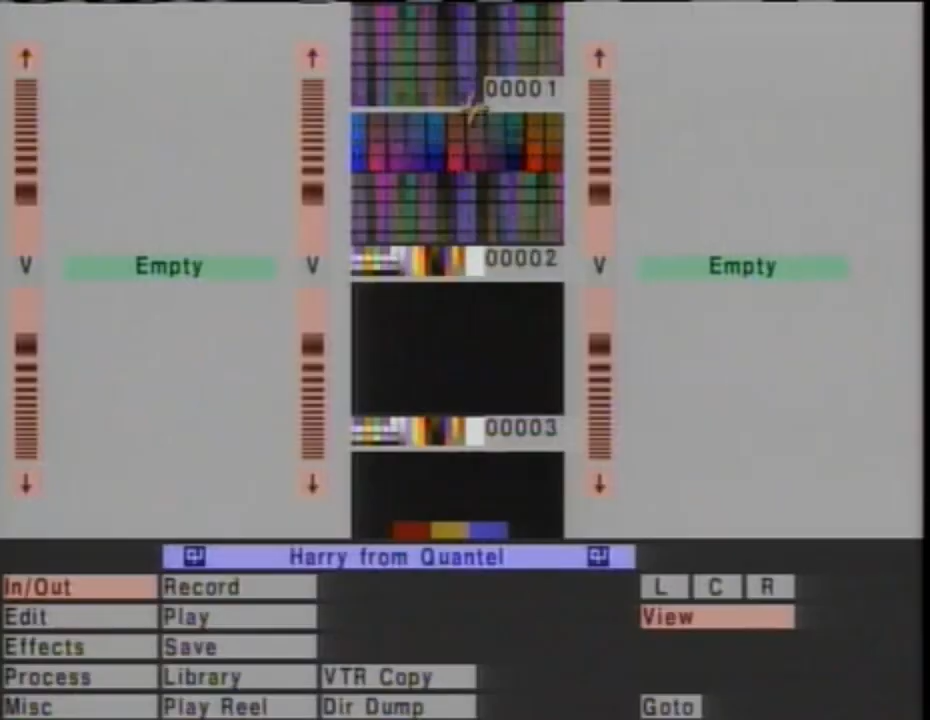 00001
00002
V Empty V V Empty
00003
Harry from Quantel
In/Out Record L C R
Edit Play View
Effects Save
Process Library VTR Copy
Misc Play Reel Dir Dump Goto